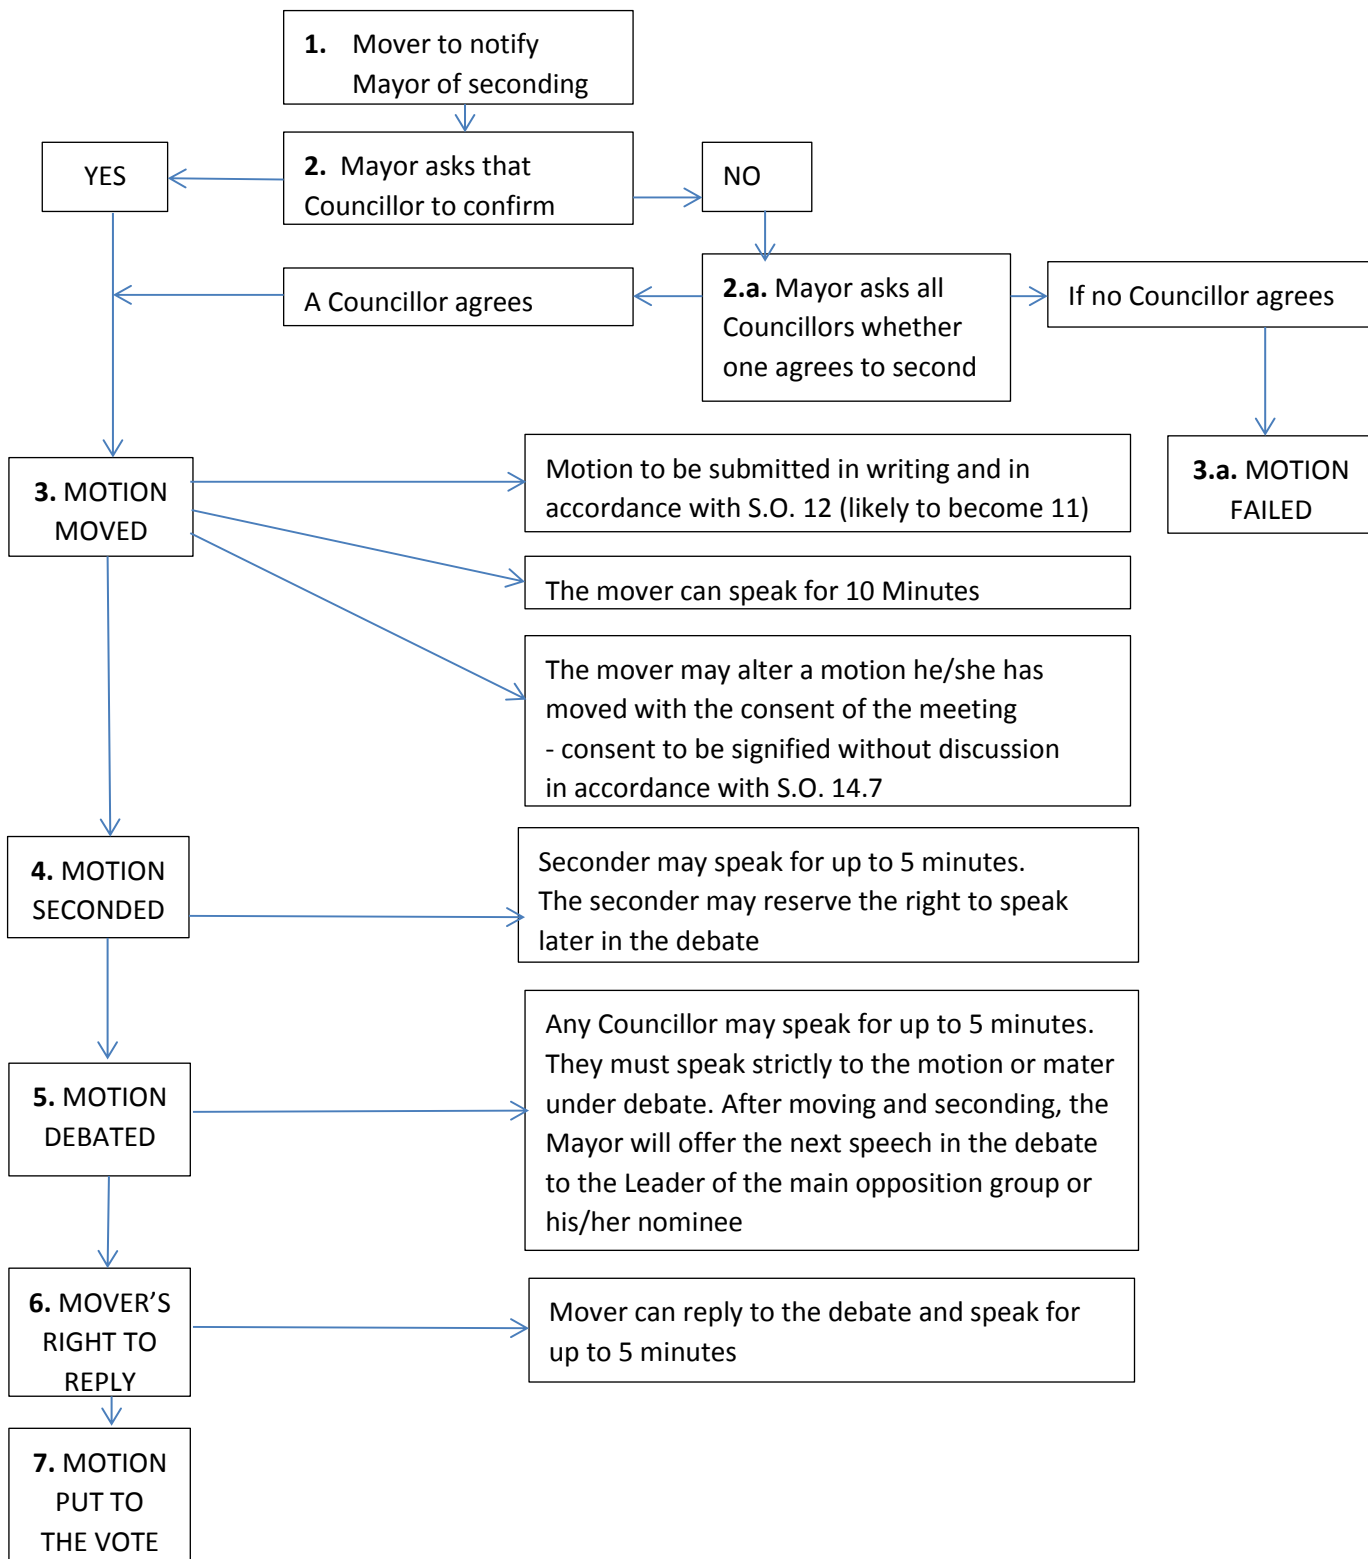 1. Mover to notify
Mayor of seconding
YES
2. Mayor asks that
Councillor to confirm
NO
A Councillor agrees
2.a. Mayor asks all
Councillors whether
one agrees to second
If no Councillor agrees
3. MOTION
MOVED
Motion to be submitted in writing and in
accordance with S.O. 12 (likely to become 11)
3.a. MOTION
FAILED
The mover can speak for 10 Minutes
The mover may alter a motion he/she has
moved with the consent of the meeting
- consent to be signified without discussion
in accordance with S.O. 14.7
4. MOTION
SECONDED
Seconder may speak for up to 5 minutes.
The seconder may reserve the right to speak
later in the debate
5. MOTION
DEBATED
Any Councillor may speak for up to 5 minutes.
They must speak strictly to the motion or mater
under debate. After moving and seconding, the
Mayor will offer the next speech in the debate
to the Leader of the main opposition group or
his/her nominee
6. MOVER’S
RIGHT TO
REPLY
Mover can reply to the debate and speak for
up to 5 minutes
7. MOTION
PUT TO
THE VOTE